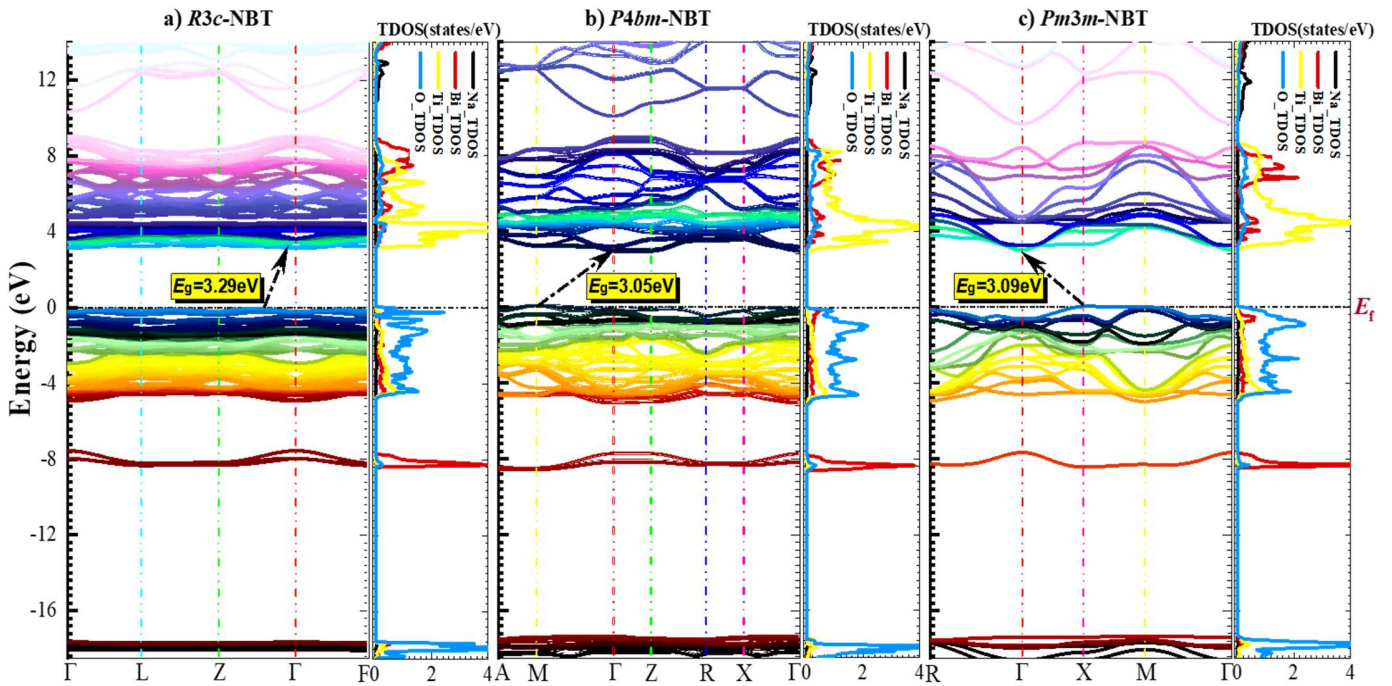 a) R3c-NBT
TDOS(states/eV)
b) P4bm-NBT
TDOS(states/eV)
c) Pm3m-NBT
TDOS(states/eV)
O_TDOS
Ti_TDOS
Bi_TDOS
Na_TDOS
O_TDOS
Ti_TDOS
Bi_TDOS
Na_TDOS
O_TDOS
Ti_TDOS
Bi_TDOS
Na_TDOS
Energy (eV)
12
8
4
0
-4
-8
-12
-16
Eg=3.29eV
Eg=3.05eV
Eg=3.09eV
Ef
Γ L Z Γ F
0 2 4
A M Γ Z R X Γ
0 2 4
R Γ X M Γ
0 2 4